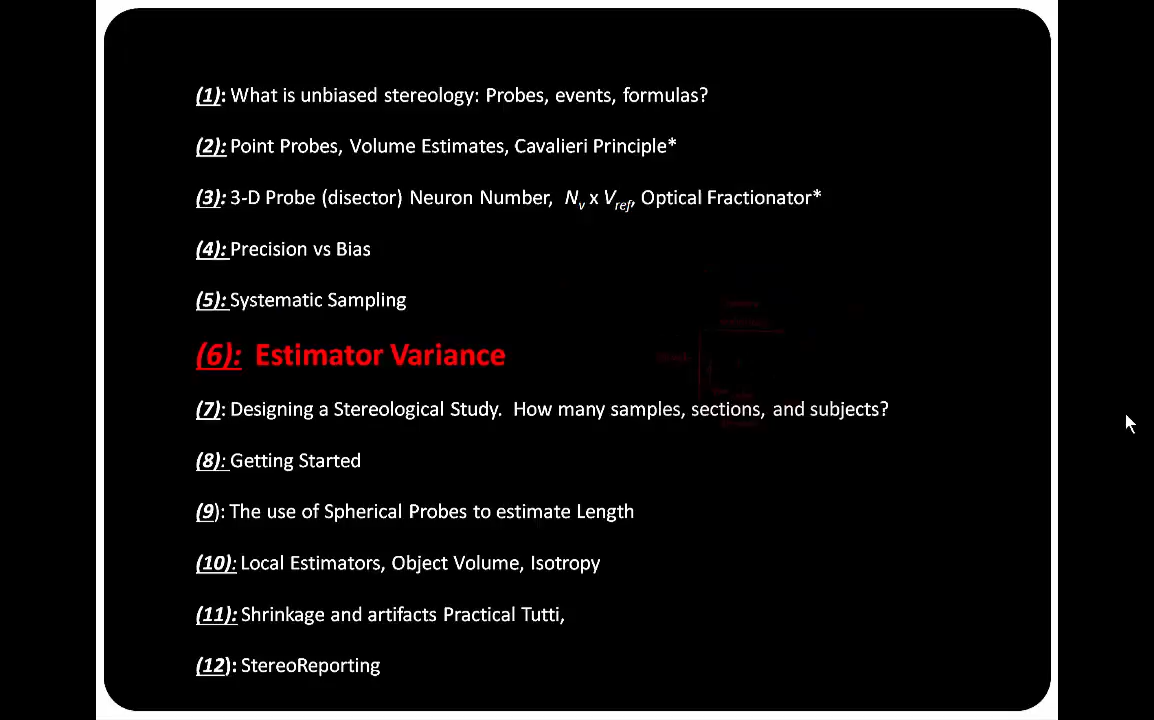 (1): What is unbiased stereology: Probes, events, formulas?
(2): Point Probes, Volume Estimates, Cavalieri Principle*
(3): 3-D Probe (disector) Neuron Number, Nv x Vref, Optical Fractionator*
(4): Precision vs Bias
(5): Systematic Sampling
(6): Estimator Variance
(7): Designing a Stereological Study. How many samples, sections, and subjects?
(8): Getting Started
(9): The use of Spherical Probes to estimate Length
(10): Local Estimators, Object Volume, Isotropy
(11): Shrinkage and artifacts Practical Tutti,
(12): StereoReporting